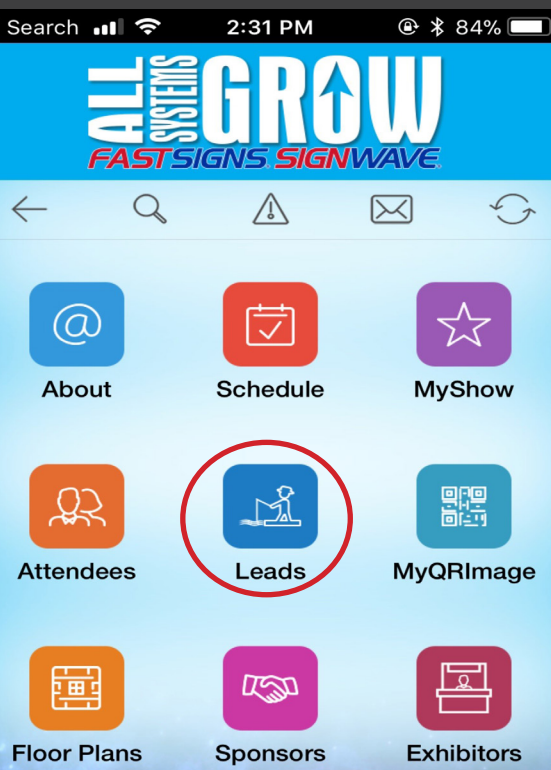 Search 2:31 PM 84%
ALL SYSTEMS GROW
FASTSIGNS. SIGNWAVE.
About Schedule MyShow
Attendees Leads MyQRImage
Floor Plans Sponsors Exhibitors